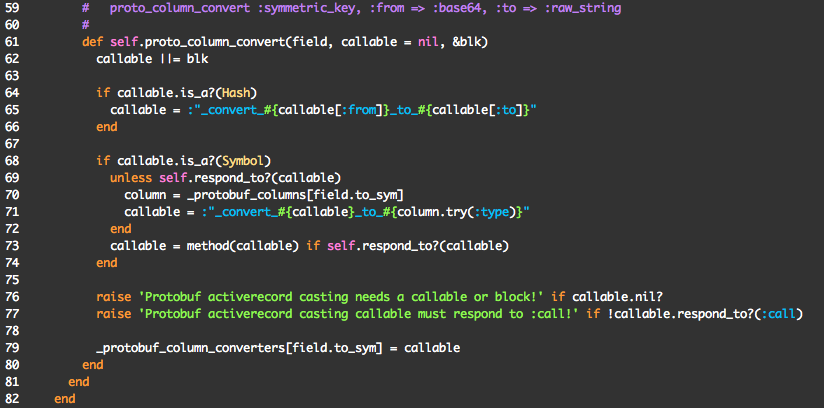 59 #   proto_column_convert :symmetric_key, :from => :base64, :to => :raw_string
60 #
61 def self.proto_column_convert(field, callable = nil, &blk)
62 callable ||= blk
63
64 if callable.is_a?(Hash)
65 callable = :"_convert_#{callable[:from]}_to_#{callable[:to]}"
66 end
67
68 if callable.is_a?(Symbol)
69 unless self.respond_to?(callable)
70 column = _protobuf_columns[field.to_sym]
71 callable = :"_convert_#{callable}_to_#{column.try(:type)}"
72 end
73 callable = method(callable) if self.respond_to?(callable)
74 end
75
76 raise 'Protobuf activerecord casting needs a callable or block!' if callable.nil?
77 raise 'Protobuf activerecord casting callable must respond to :call!' if !callable.respond_to?(:call)
78
79 _protobuf_column_converters[field.to_sym] = callable
80 end
81 end
82 end